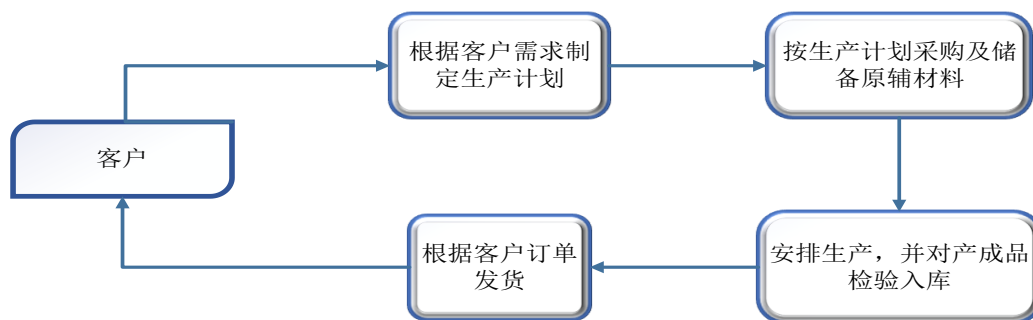 根据客户需求制
定生产计划
按生产计划采购及储
备原辅材料
客户
根据客户订单
发货
安排生产，并对产成品
检验入库